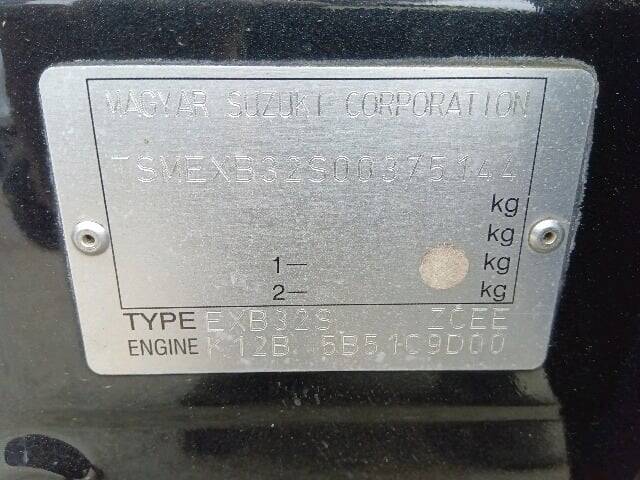 MAGYAR SUZUKI CORPORATION
TSMEXB32S00375144
kg
kg
1– kg
2– kg
TYPE EXB32S ZCEE
ENGINE K12B 5B51C9D00